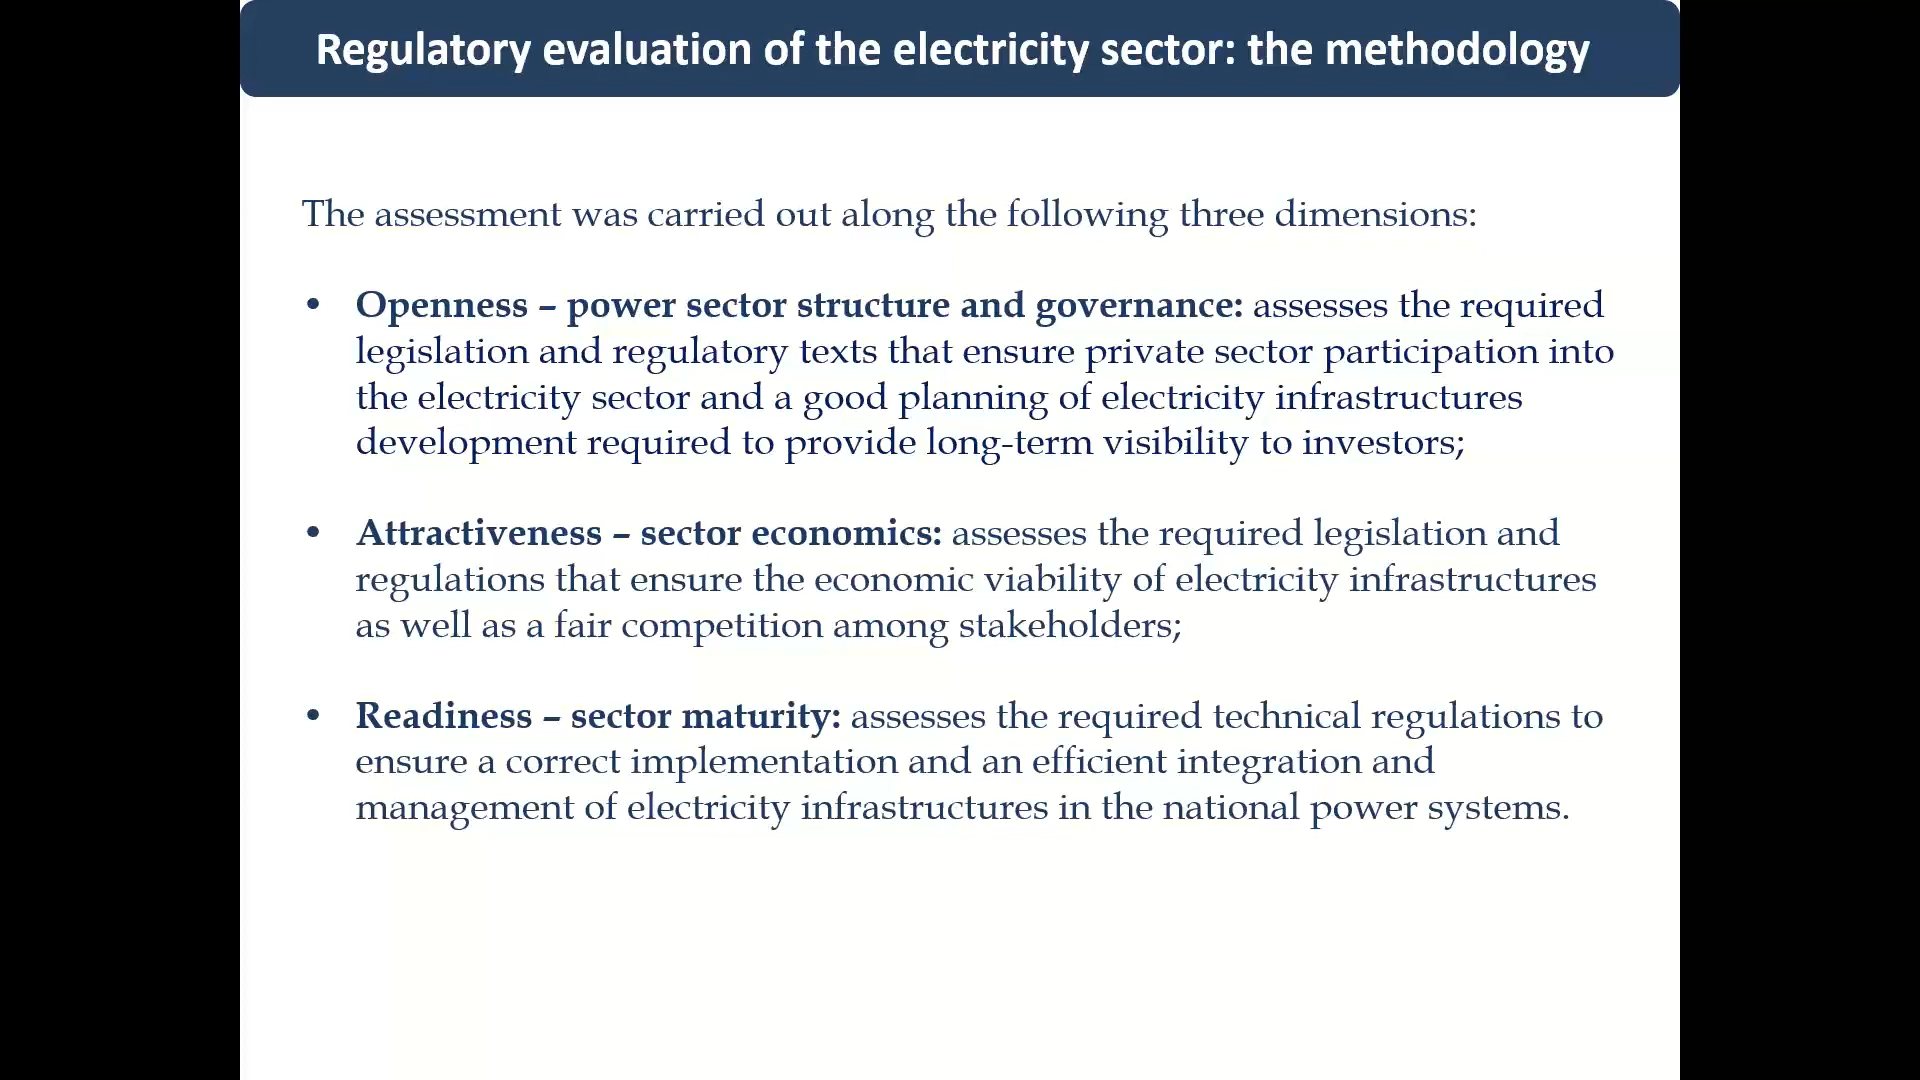 Regulatory evaluation of the electricity sector: the methodology
The assessment was carried out along the following three dimensions:
• Openness – power sector structure and governance: assesses the required
legislation and regulatory texts that ensure private sector participation into
the electricity sector and a good planning of electricity infrastructures
development required to provide long-term visibility to investors;
• Attractiveness – sector economics: assesses the required legislation and
regulations that ensure the economic viability of electricity infrastructures
as well as a fair competition among stakeholders;
• Readiness – sector maturity: assesses the required technical regulations to
ensure a correct implementation and an efficient integration and
management of electricity infrastructures in the national power systems.